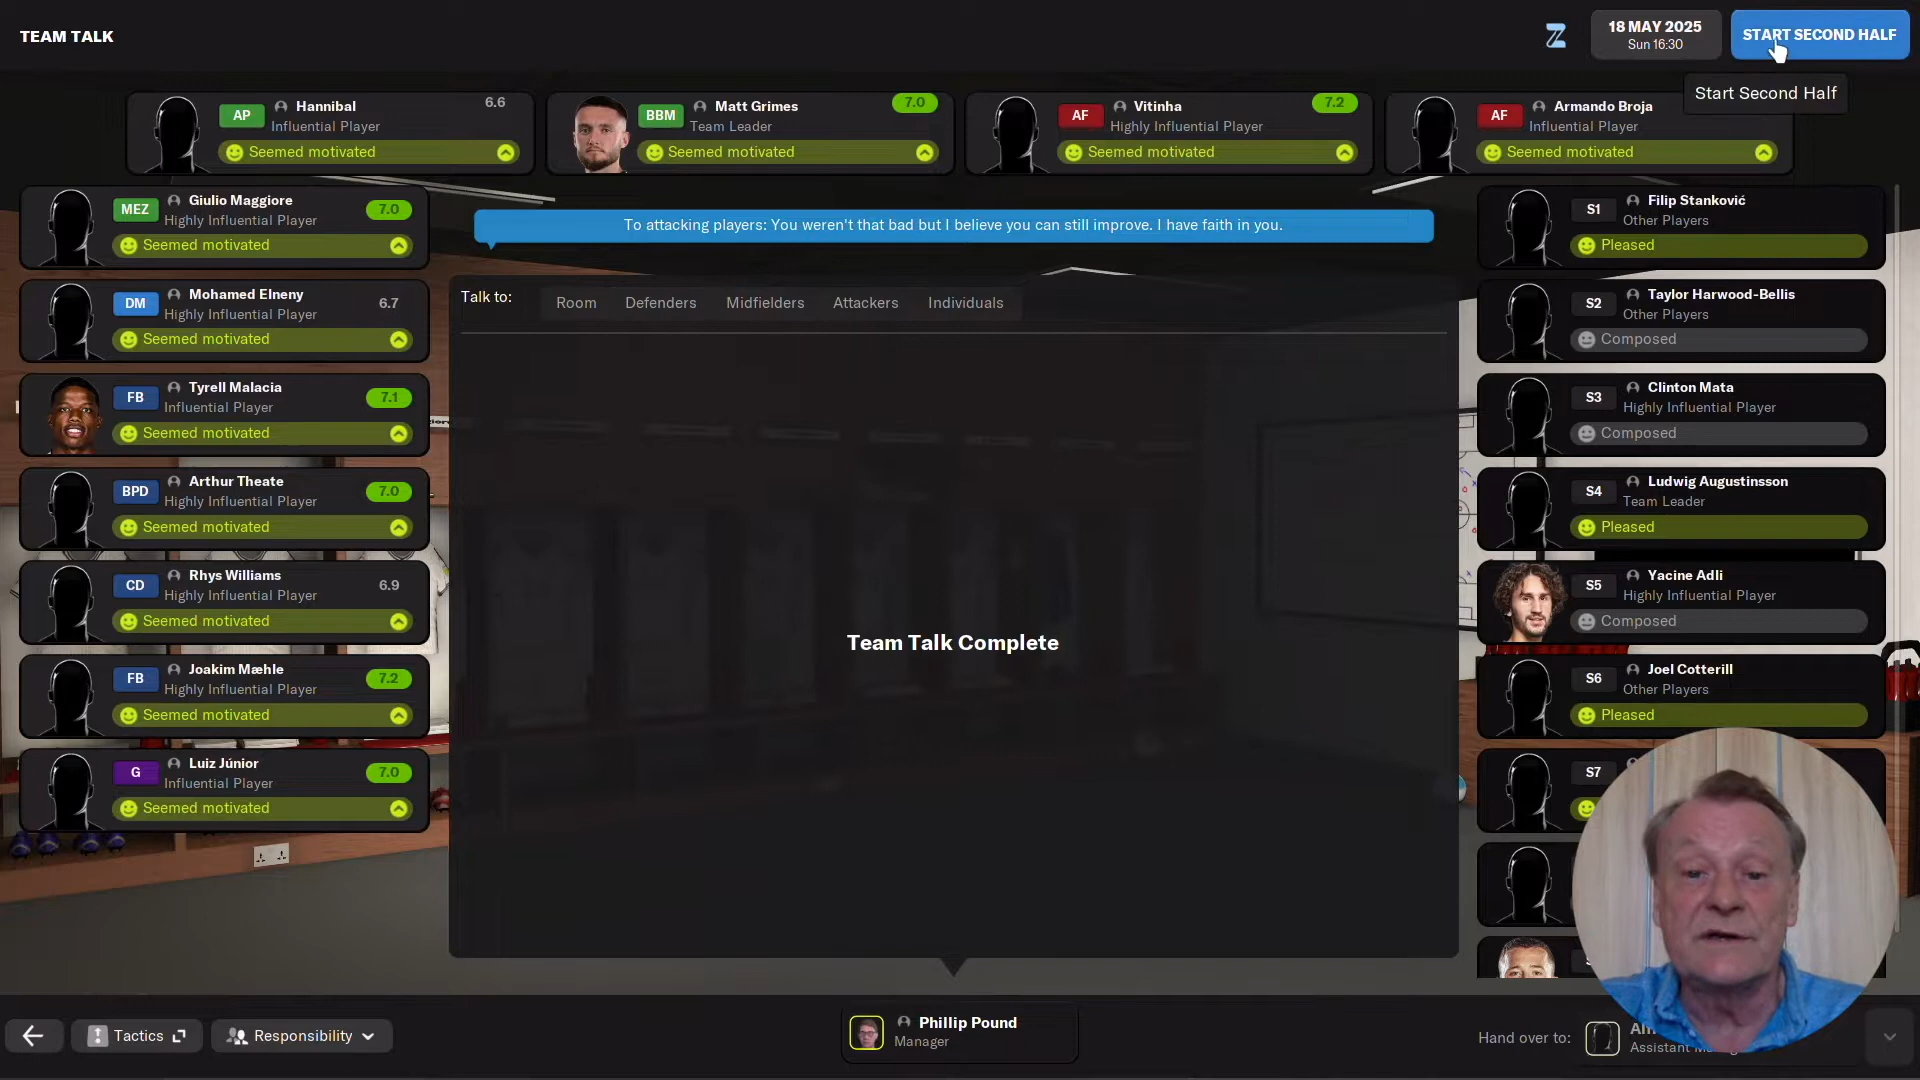 TEAM TALK
18 MAY 2025
Sun 16:30
START SECOND HALF
Start Second Half
AP
Hannibal
6.6
Influential Player
Seemed motivated
BBM
Matt Grimes
7.0
Team Leader
Seemed motivated
AF
Vitinha
7.2
Highly Influential Player
Seemed motivated
AF
Armando Broja
Influential Player
Seemed motivated
To attacking players: You weren't that bad but I believe you can still improve. I have faith in you.
Talk to:
Room
Defenders
Midfielders
Attackers
Individuals
Team Talk Complete
MEZ
Giulio Maggiore
Highly Influential Player
7.0
Seemed motivated
DM
Mohamed Elneny
Highly Influential Player
6.7
Seemed motivated
FB
Tyrell Malacia
Influential Player
7.1
Seemed motivated
BPD
Arthur Theate
Highly Influential Player
7.0
Seemed motivated
CD
Rhys Williams
Highly Influential Player
6.9
Seemed motivated
FB
Joakim Mæhle
Highly Influential Player
7.2
Seemed motivated
G
Luiz Júnior
Influential Player
7.0
Seemed motivated
S1
Filip Stanković
Other Players
Pleased
S2
Taylor Harwood-Bellis
Other Players
Composed
S3
Clinton Mata
Highly Influential Player
Composed
S4
Ludwig Augustinsson
Team Leader
Pleased
S5
Yacine Adli
Highly Influential Player
Composed
S6
Joel Cotterill
Other Players
Pleased
S7
Tactics
Responsibility
Phillip Pound
Manager
Hand over to:
Assistant